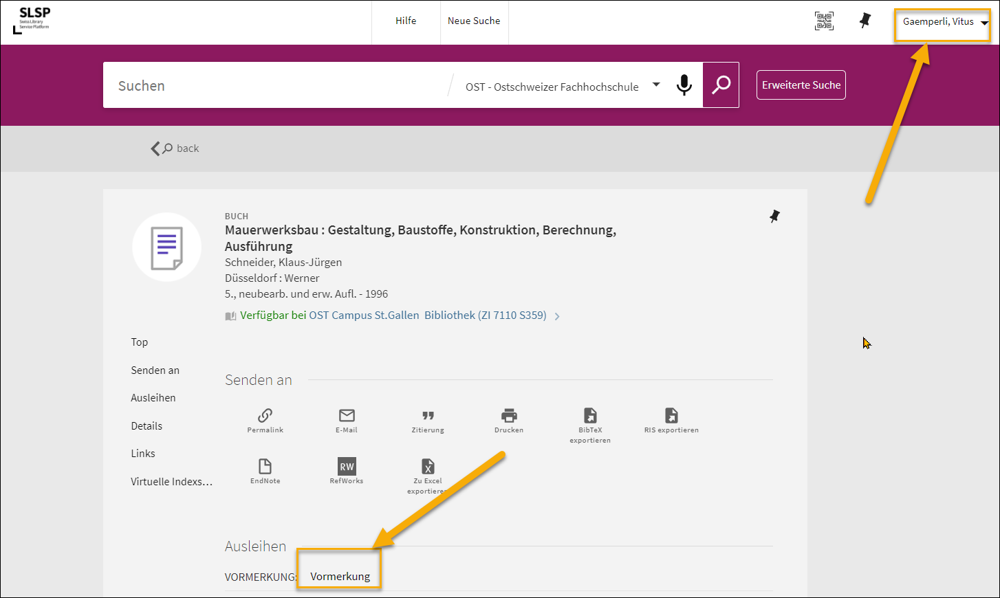 SLSP
Swiss Library
Service Platform
Hilfe
Neue Suche
Gaemperli, Vitus
Suchen
OST - Ostschweizer Fachhochschule
Erweiterte Suche
back
BUCH
Mauerwerksbau : Gestaltung, Baustoffe, Konstruktion, Berechnung,
Ausführung
Schneider, Klaus-Jürgen
Düsseldorf : Werner
5., neubearb. und erw. Aufl. - 1996
Verfügbar bei OST Campus St.Gallen Bibliothek (ZI 7110 S359)
Top
Senden an
Ausleihen
Details
Links
Virtuelle Indexs…
Senden an
Permalink
E-Mail
Zitierung
Drucken
BibTeX
exportieren
RIS exportieren
EndNote
RW
RefWorks
X
Zu Excel
exportieren
Ausleihen
VORMERKUNG: Vormerkung